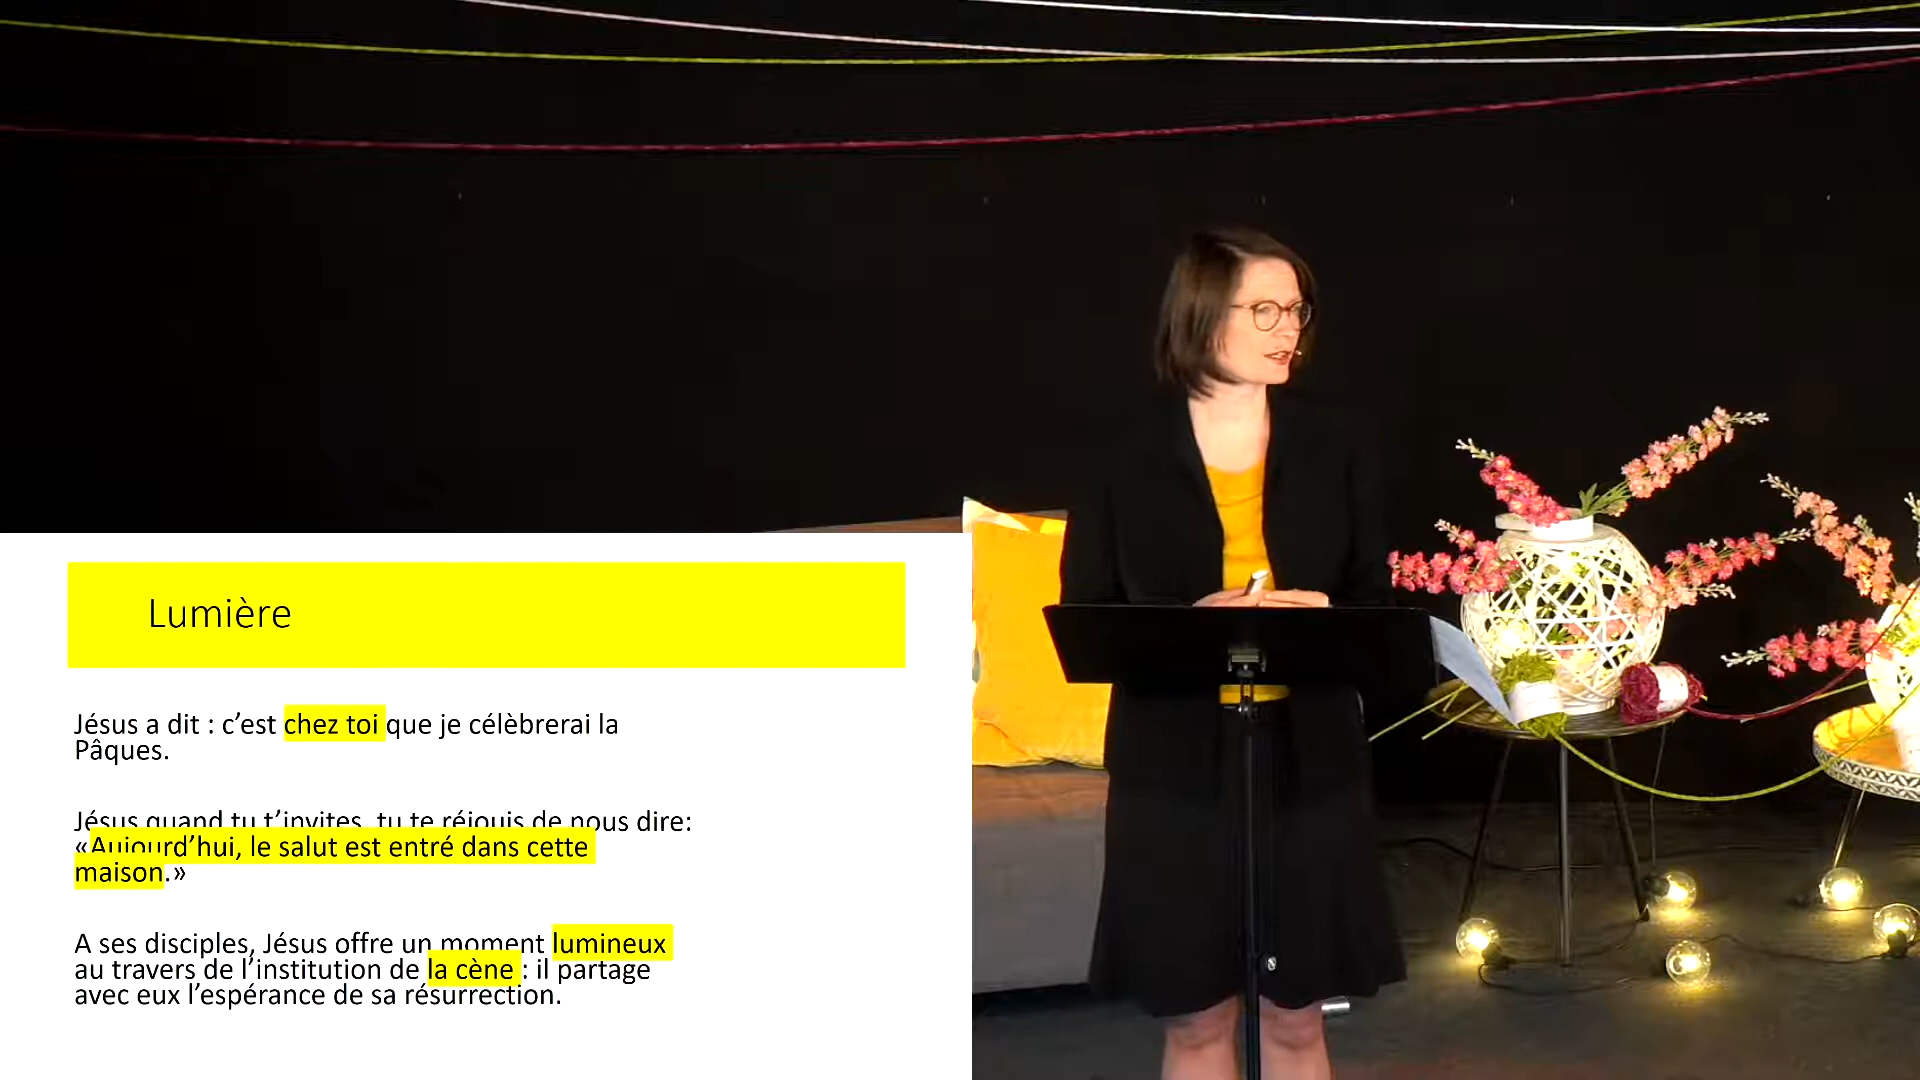 Lumière
Jésus a dit : c’est chez toi que je célèbrerai la
Pâques.
Jésus quand tu t’invites, tu te réjouis de nous dire:
«Aujourd’hui, le salut est entré dans cette
maison.»
A ses disciples, Jésus offre un moment lumineux
au travers de l’institution de la cène : il partage
avec eux l’espérance de sa résurrection.